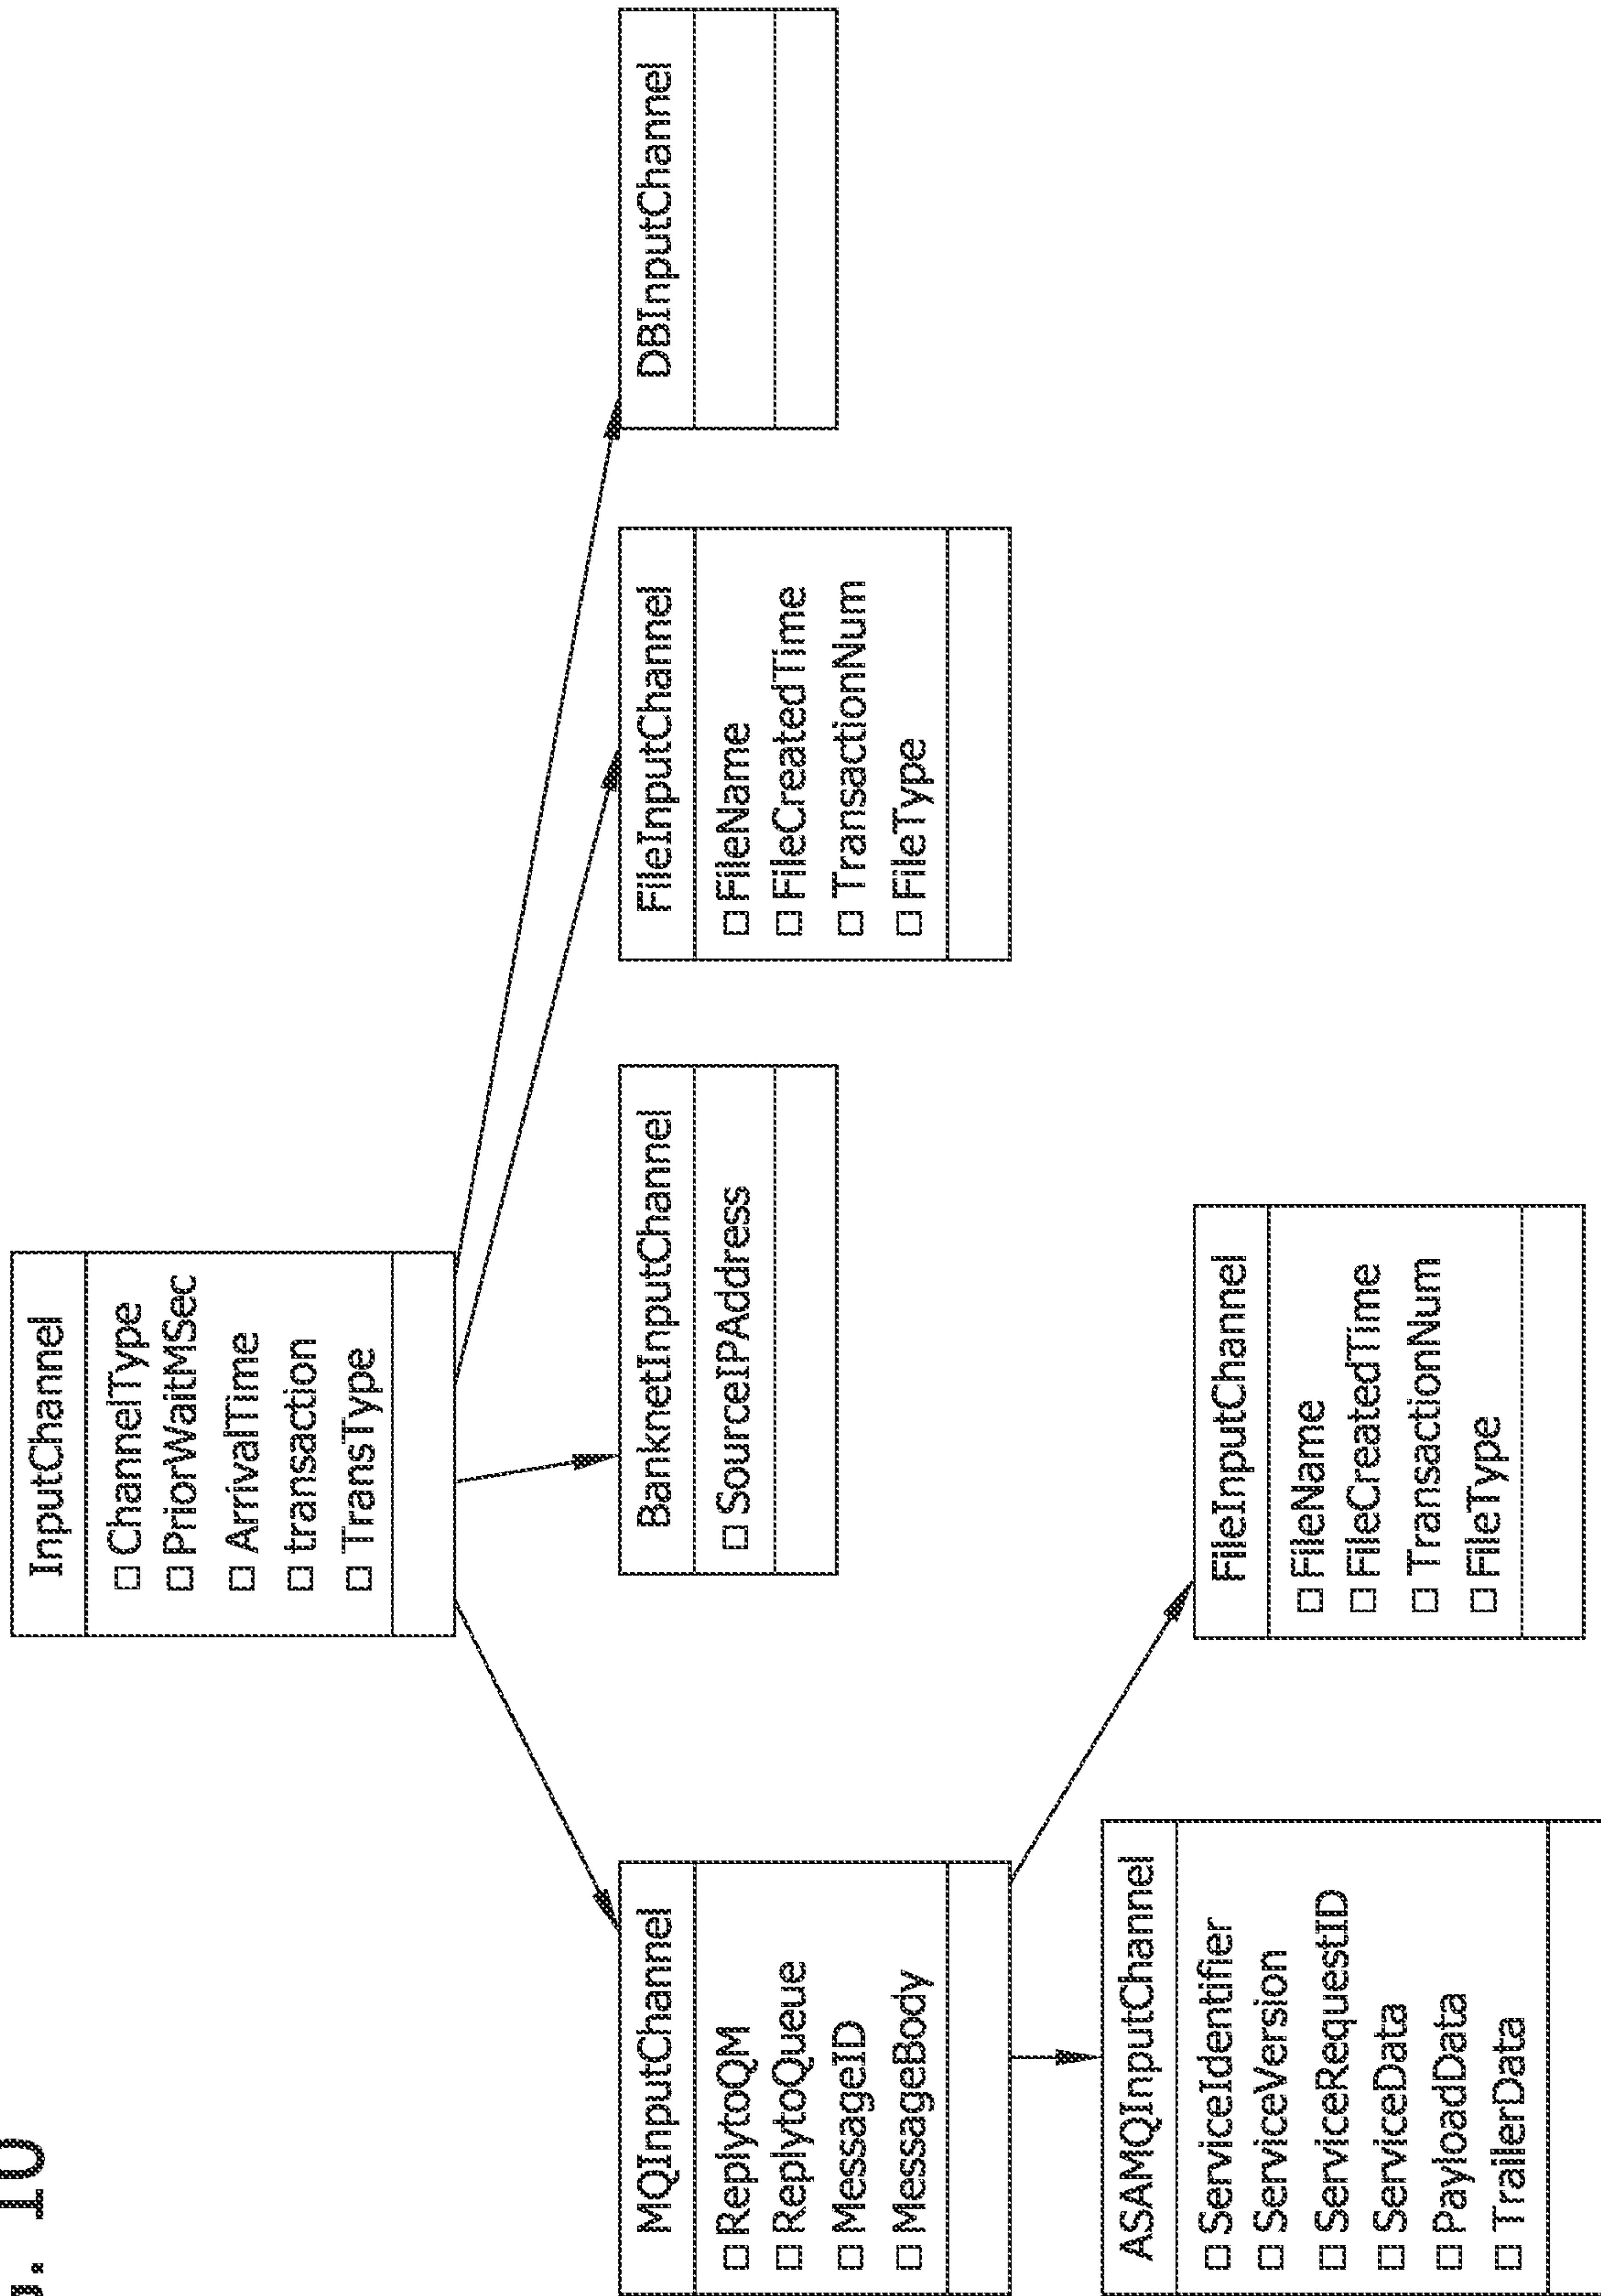 . 10
InputChannel
ChannelType
PriorWaitMSec
ArrivalTime
transaction
TransType
MQInputChannel
ReplytoQM
ReplytoQueue
MessageID
MessageBody
BanknetInputChannel
SourceIPAddress
FileInputChannel
FileName
FileCreatedTime
TransactionNum
FileType
DBInputChannel
ASAMQInputChannel
ServiceIdentifier
ServiceVersion
ServiceRequestID
ServiceData
PayloadData
TrailerData
FileInputChannel
FileName
FileCreatedTime
TransactionNum
FileType